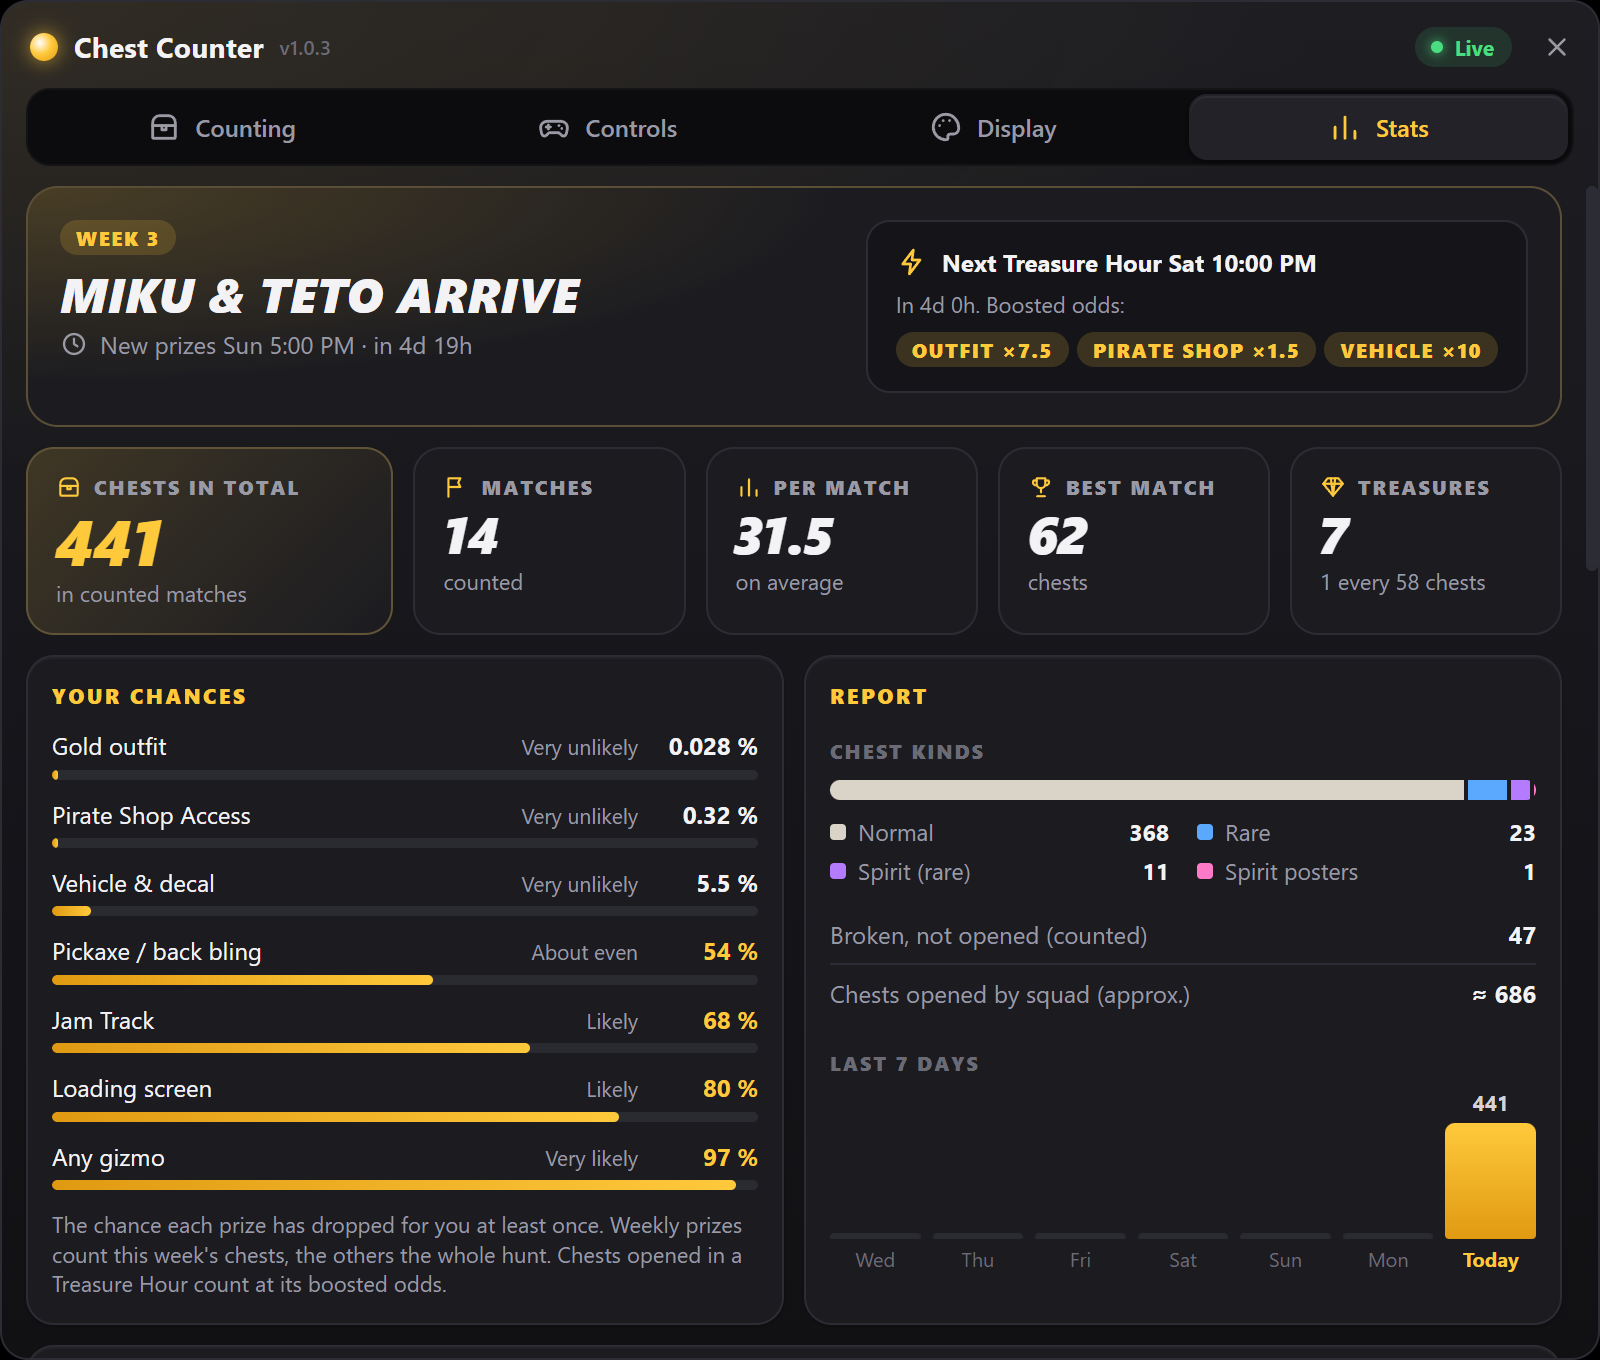 Chest Counter v1.0.3
Live
Counting
Controls
Display
Stats
WEEK 3
MIKU & TETO ARRIVE
New prizes Sun 5:00 PM · in 4d 19h
Next Treasure Hour Sat 10:00 PM
In 4d 0h. Boosted odds:
OUTFIT ×7.5 PIRATE SHOP ×1.5 VEHICLE ×10
CHESTS IN TOTAL
441
in counted matches
MATCHES
14
counted
PER MATCH
31.5
on average
BEST MATCH
62
chests
TREASURES
7
1 every 58 chests
YOUR CHANCES
Gold outfit Very unlikely 0.028 %
Pirate Shop Access Very unlikely 0.32 %
Vehicle & decal Very unlikely 5.5 %
Pickaxe / back bling About even 54 %
Jam Track Likely 68 %
Loading screen Likely 80 %
Any gizmo Very likely 97 %
The chance each prize has dropped for you at least once. Weekly prizes
count this week's chests, the others the whole hunt. Chests opened in a
Treasure Hour count at its boosted odds.
REPORT
CHEST KINDS
Normal 368 Rare 23
Spirit (rare) 11 Spirit posters 1
Broken, not opened (counted) 47
Chests opened by squad (approx.) ≈ 686
LAST 7 DAYS
441
Wed Thu Fri Sat Sun Mon Today